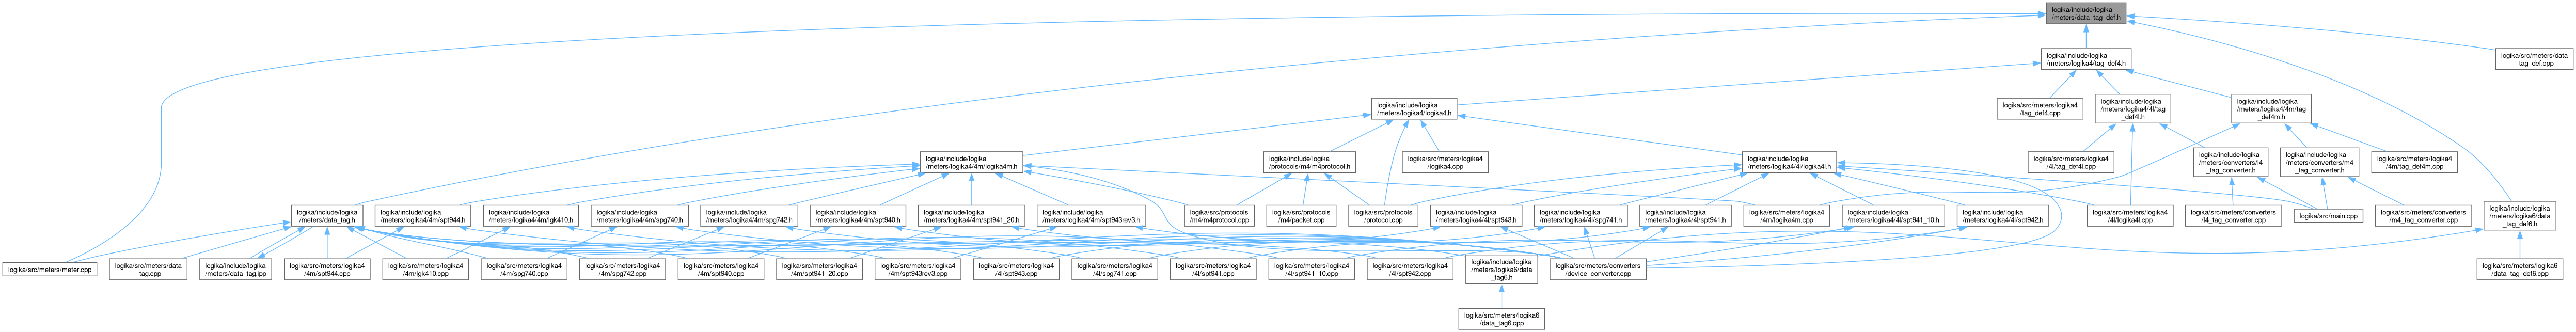 logika/include/logika
/meters/data_tag_def.h
logika/include/logika
/meters/logika4/tag_def4.h
logika/src/meters/data
_tag_def.cpp
logika/include/logika
/meters/logika4/logika4.h
logika/src/meters/logika4
/tag_def4.cpp
logika/include/logika
/meters/logika4/4l/tag
_def4l.h
logika/include/logika
/meters/logika4/4m/tag
_def4m.h
logika/include/logika
/meters/logika4/4m/logika4m.h
logika/include/logika
/protocols/m4/m4protocol.h
logika/src/meters/logika4
/logika4.cpp
logika/include/logika
/meters/logika4/4l/logika4l.h
logika/src/meters/logika4
/4l/tag_def4l.cpp
logika/include/logika
/meters/converters/l4
_tag_converter.h
logika/include/logika
/meters/converters/m4
_tag_converter.h
logika/src/meters/logika4
/4m/tag_def4m.cpp
logika/include/logika
/meters/data_tag.h
logika/include/logika
/meters/logika4/4m/spt944.h
logika/include/logika
/meters/logika4/4m/lgk410.h
logika/include/logika
/meters/logika4/4m/spg740.h
logika/include/logika
/meters/logika4/4m/spg742.h
logika/include/logika
/meters/logika4/4m/spt940.h
logika/include/logika
/meters/logika4/4m/spt941_20.h
logika/include/logika
/meters/logika4/4m/spt943rev3.h
logika/src/protocols
/m4/m4protocol.cpp
logika/src/protocols
/m4/packet.cpp
logika/src/protocols
/protocol.cpp
logika/include/logika
/meters/logika4/4l/spt943.h
logika/include/logika
/meters/logika4/4l/spg741.h
logika/include/logika
/meters/logika4/4l/spt941.h
logika/src/meters/logika4
/4m/logika4m.cpp
logika/include/logika
/meters/logika4/4l/spt941_10.h
logika/include/logika
/meters/logika4/4l/spt942.h
logika/src/meters/logika4
/4l/logika4l.cpp
logika/src/meters/converters
/l4_tag_converter.cpp
logika/src/main.cpp
logika/src/meters/converters
/m4_tag_converter.cpp
logika/include/logika
/meters/logika6/data
_tag_def6.h
logika/src/meters/meter.cpp
logika/src/meters/data
_tag.cpp
logika/include/logika
/meters/data_tag.ipp
logika/src/meters/logika4
/4m/spt944.cpp
logika/src/meters/logika4
/4m/lgk410.cpp
logika/src/meters/logika4
/4m/spg740.cpp
logika/src/meters/logika4
/4m/spg742.cpp
logika/src/meters/logika4
/4m/spt940.cpp
logika/src/meters/logika4
/4m/spt941_20.cpp
logika/src/meters/logika4
/4m/spt943rev3.cpp
logika/src/meters/logika4
/4l/spt943.cpp
logika/src/meters/logika4
/4l/spg741.cpp
logika/src/meters/logika4
/4l/spt941.cpp
logika/src/meters/logika4
/4l/spt941_10.cpp
logika/src/meters/logika4
/4l/spt942.cpp
logika/include/logika
/meters/logika6/data
_tag6.h
logika/src/meters/converters
/device_converter.cpp
logika/src/meters/logika6
/data_tag_def6.cpp
logika/src/meters/logika6
/data_tag6.cpp